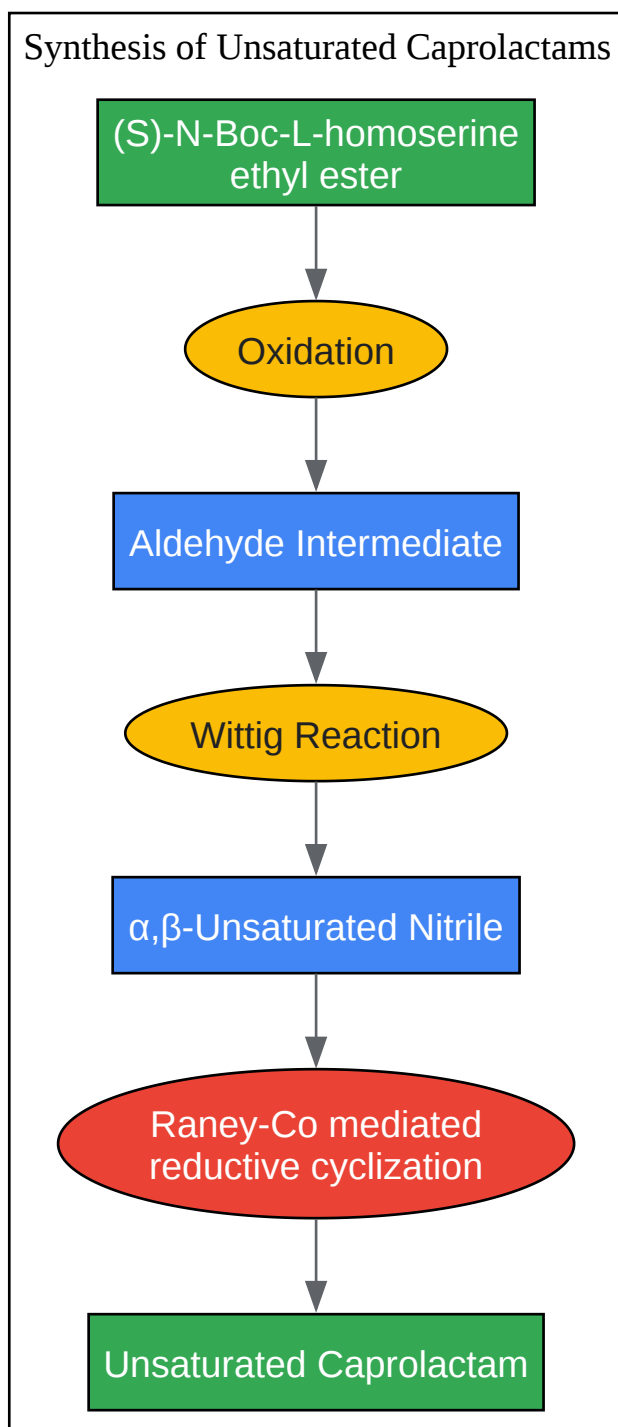 Synthesis of Unsaturated Caprolactams
(S)-N-Boc-L-homoserine
ethyl ester
Oxidation
Aldehyde Intermediate
Wittig Reaction
α,β-Unsaturated Nitrile
Raney-Co mediated
reductive cyclization
Unsaturated Caprolactam